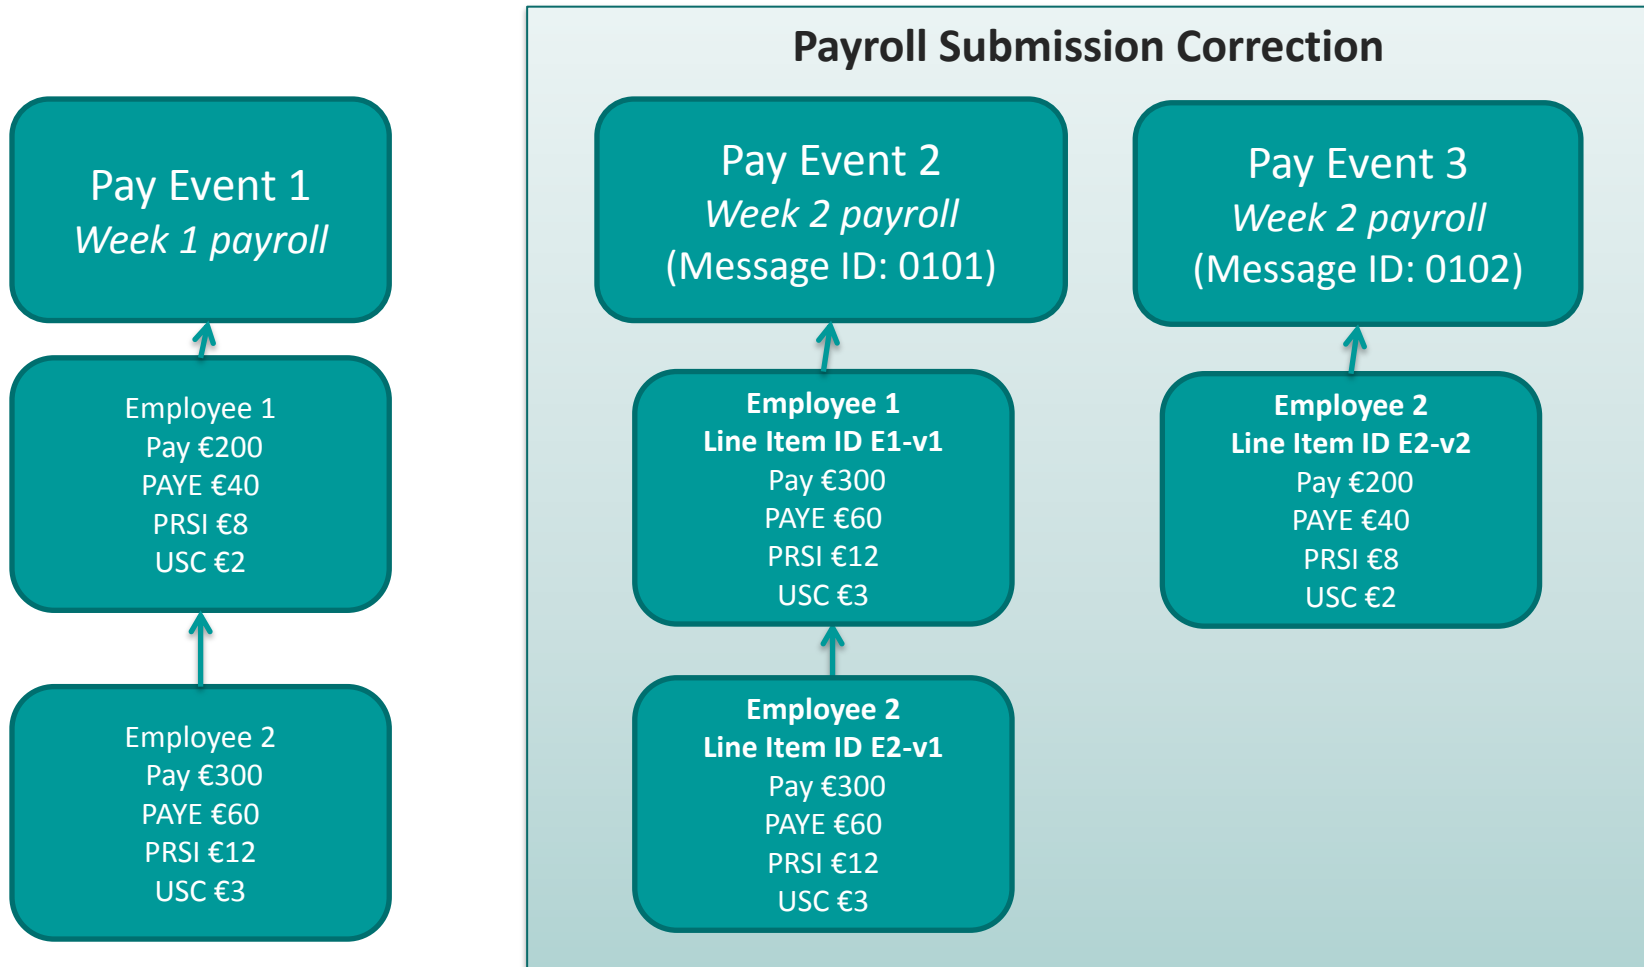 Payroll Submission Correction
Pay Event 1
Week 1 payroll
Employee 1
Pay €200
PAYE €40
PRSI €8
USC €2
Employee 2
Pay €300
PAYE €60
PRSI €12
USC €3
Pay Event 2
Week 2 payroll
(Message ID: 0101)
Employee 1
Line Item ID E1-v1
Pay €300
PAYE €60
PRSI €12
USC €3
Employee 2
Line Item ID E2-v1
Pay €300
PAYE €60
PRSI €12
USC €3
Pay Event 3
Week 2 payroll
(Message ID: 0102)
Employee 2
Line Item ID E2-v2
Pay €200
PAYE €40
PRSI €8
USC €2